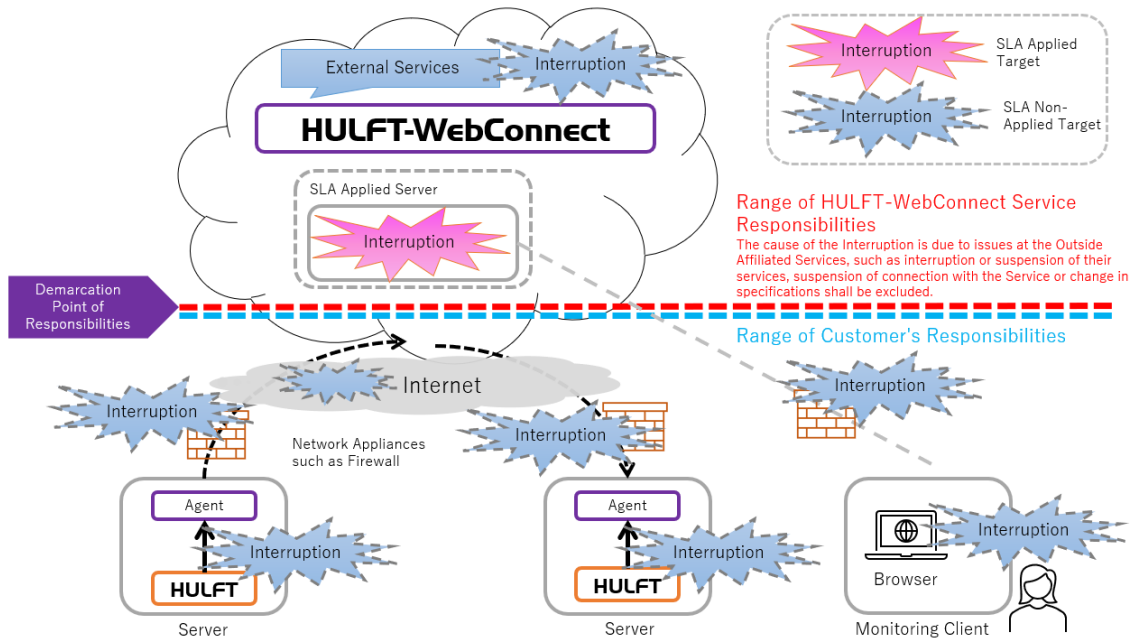 External Services
Interruption
HULFT-WebConnect
SLA Applied Server
Interruption
Interruption
SLA Applied
Target
Interruption
SLA Non-
Applied Target
Range of HULFT-WebConnect Service
Responsibilities
The cause of the Interruption is due to issues at the Outside
Affiliated Services, such as interruption or suspension of their
services, suspension of connection with the Service or change in
specifications shall be excluded.
Demarcation
Point of
Responsibilities
Range of Customer's Responsibilities
Internet
Interruption
Interruption
Interruption
Network Appliances
such as Firewall
Agent
Interruption
HULFT
Server
Agent
Interruption
HULFT
Server
Interruption
Browser
Monitoring Client